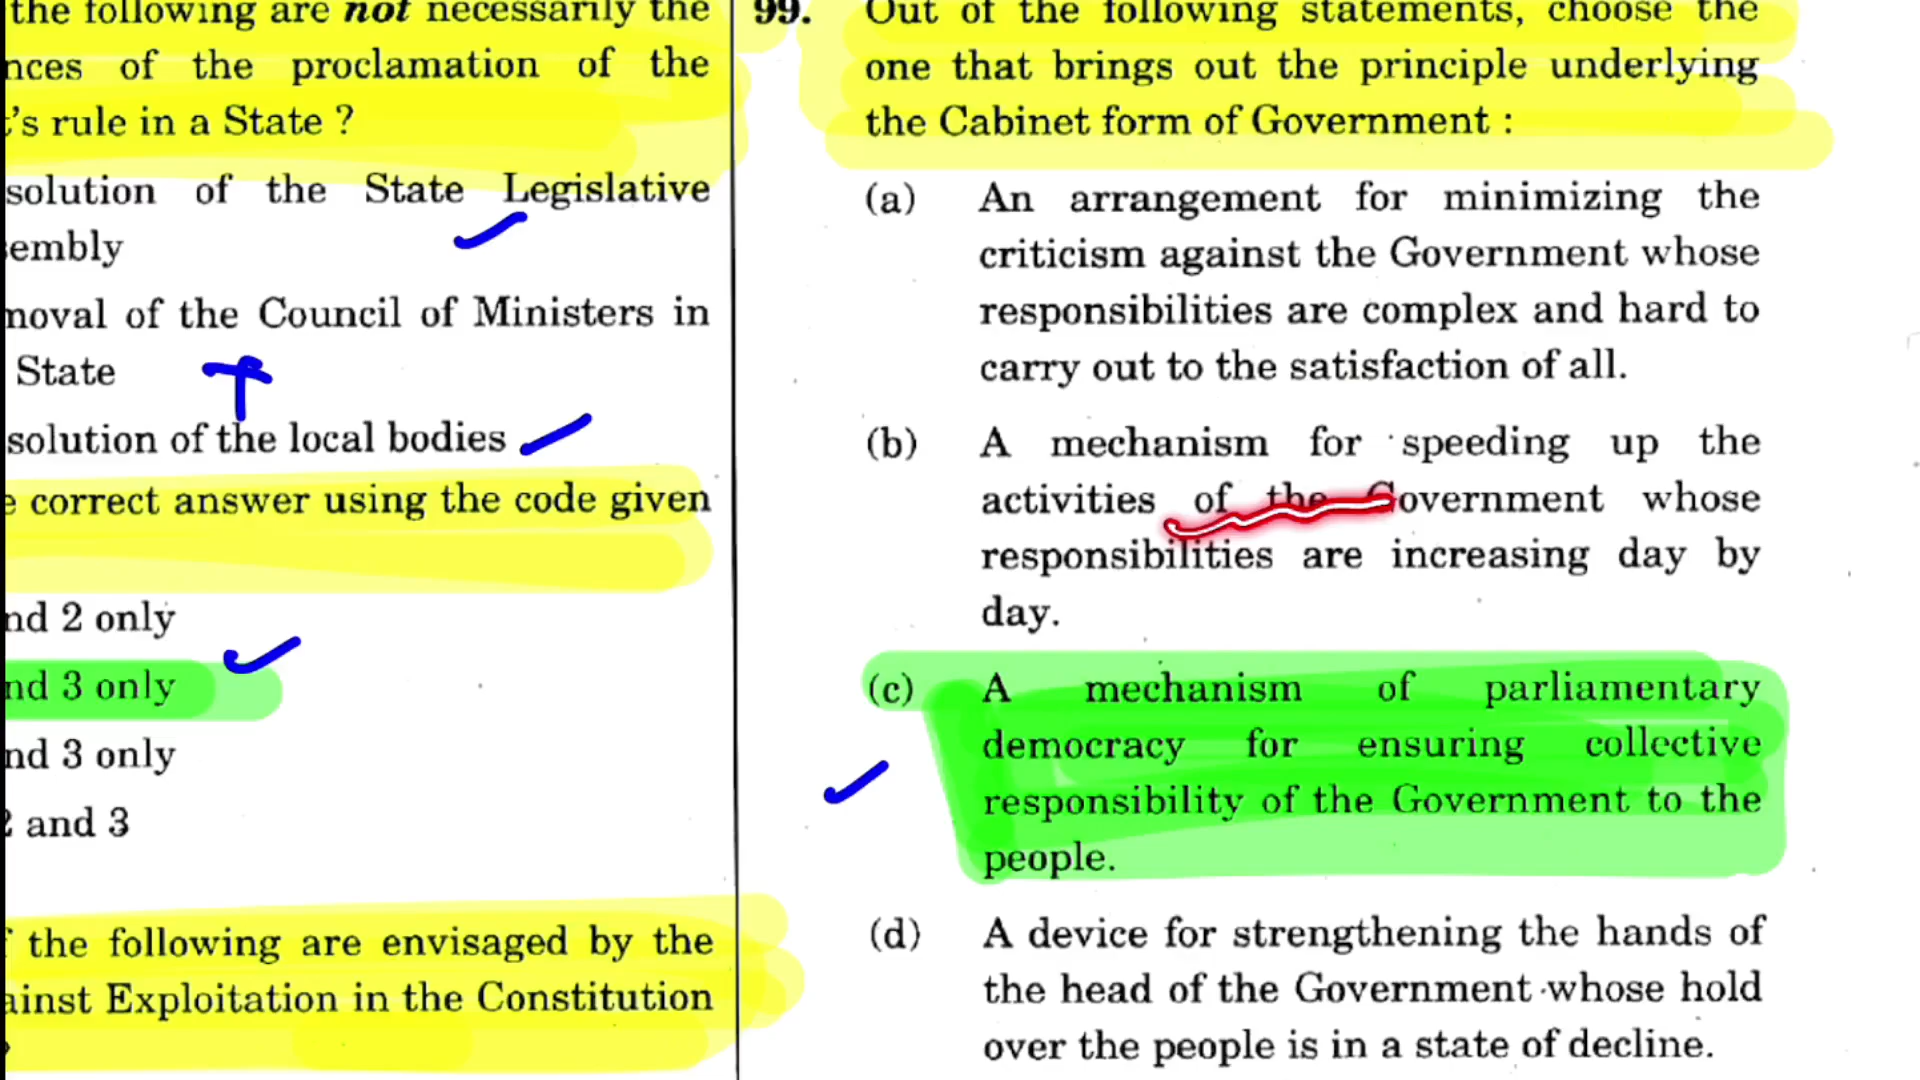 the following are not necessarily the
nces of the proclamation of the
's rule in a State ?
solution of the State Legislative
sembly
moval of the Council of Ministers in
State
solution of the local bodies
e correct answer using the code given
nd 2 only
nd 3 only
nd 3 only
2 and 3
f the following are envisaged by the
ainst Exploitation in the Constitution
99. Out of the following statements, choose the
one that brings out the principle underlying
the Cabinet form of Government :
(a) An arrangement for minimizing the
criticism against the Government whose
responsibilities are complex and hard to
carry out to the satisfaction of all.
(b) A mechanism for speeding up the
activities of the Government whose
responsibilities are increasing day by
day.
(c) A mechanism of parliamentary
democracy for ensuring collective
responsibility of the Government to the
people.
(d) A device for strengthening the hands of
the head of the Government whose hold
over the people is in a state of decline.